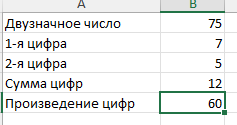 A B
Двузначное число 75
1-я цифра 7
2-я цифра 5
Сумма цифр 12
Произведение цифр 60